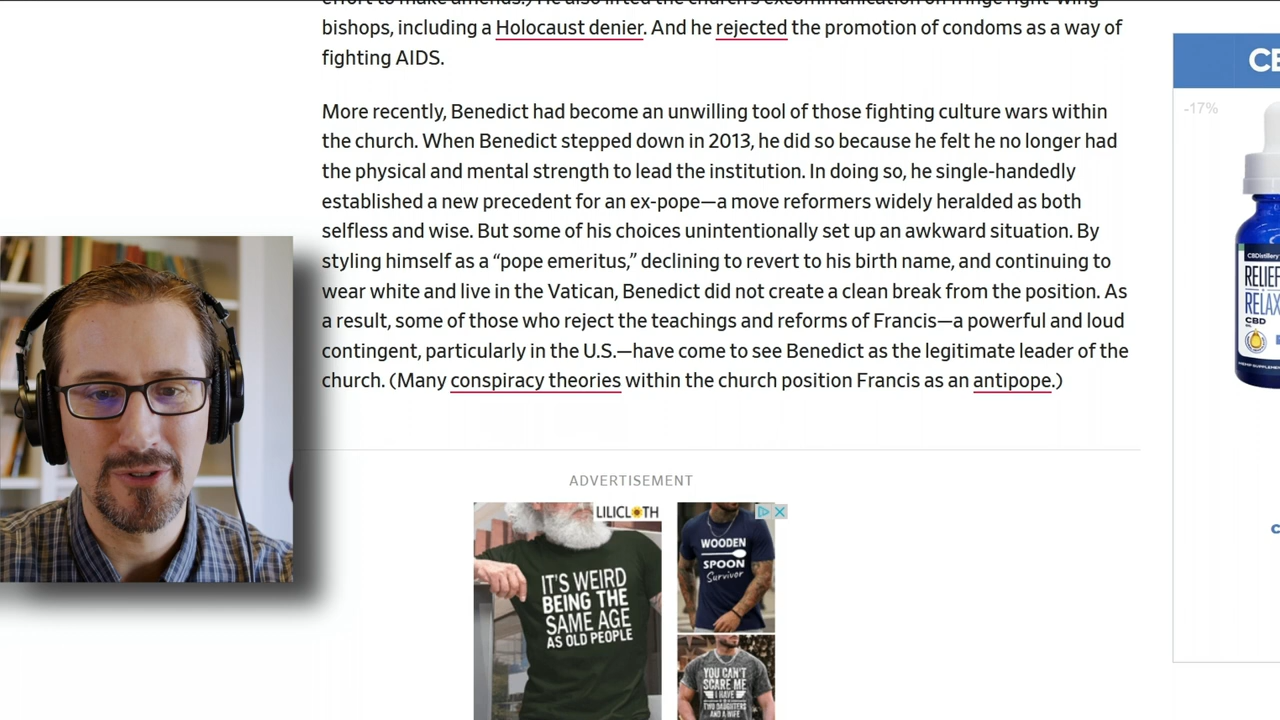 bishops, including a Holocaust denier. And he rejected the promotion of condoms as a way of
fighting AIDS.
More recently, Benedict had become an unwilling tool of those fighting culture wars within
the church. When Benedict stepped down in 2013, he did so because he felt he no longer had
the physical and mental strength to lead the institution. In doing so, he single-handedly
established a new precedent for an ex-pope—a move reformers widely heralded as both
selfless and wise. But some of his choices unintentionally set up an awkward situation. By
styling himself as a “pope emeritus,” declining to revert to his birth name, and continuing to
wear white and live in the Vatican, Benedict did not create a clean break from the position. As
a result, some of those who reject the teachings and reforms of Francis—a powerful and loud
contingent, particularly in the U.S.—have come to see Benedict as the legitimate leader of the
church. (Many conspiracy theories within the church position Francis as an antipope.)
ADVERTISEMENT
LILICLOTH
IT'S WEIRD
BEING THE
SAME AGE
AS OLD PEOPLE
WOODEN
SPOON
Survivor
YOU CAN'T
SCARE ME
I HAVE
TWO DAUGHTERS
AND A WIFE
-17%
CBDistillery
RELIEF
RELAX
CBD